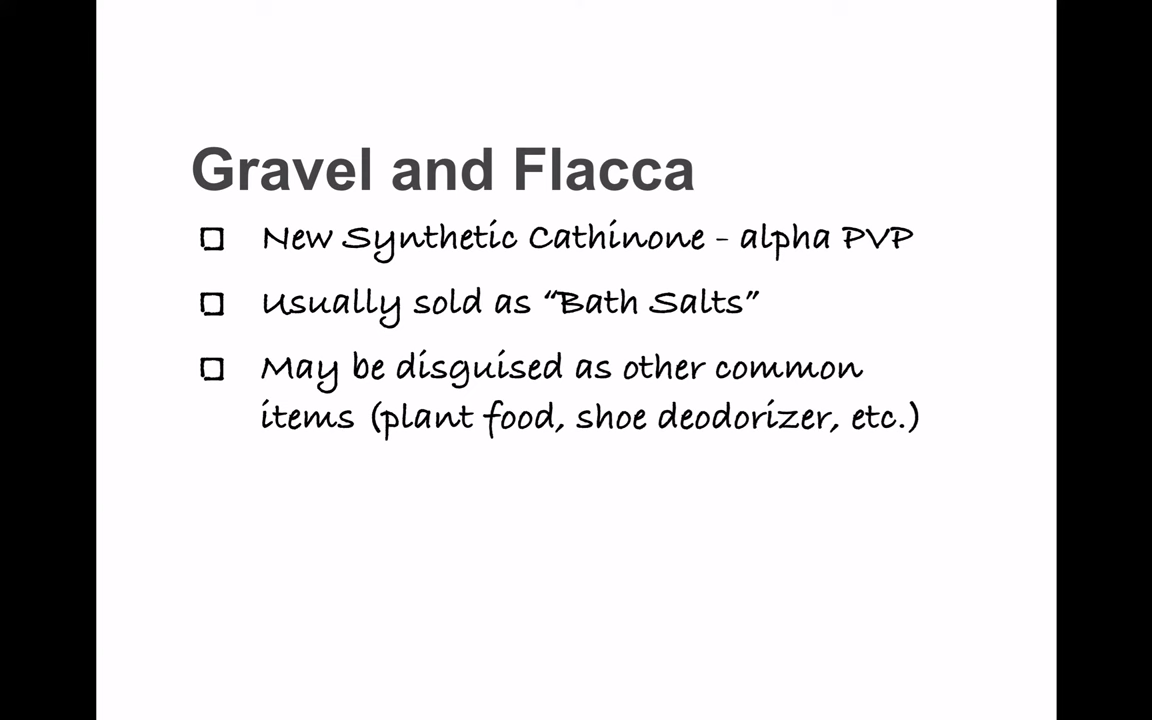 Gravel and Flacca
New Synthetic Cathinone - alpha PVP
Usually sold as “Bath Salts”
May be disguised as other common
items (plant food, shoe deodorizer, etc.)